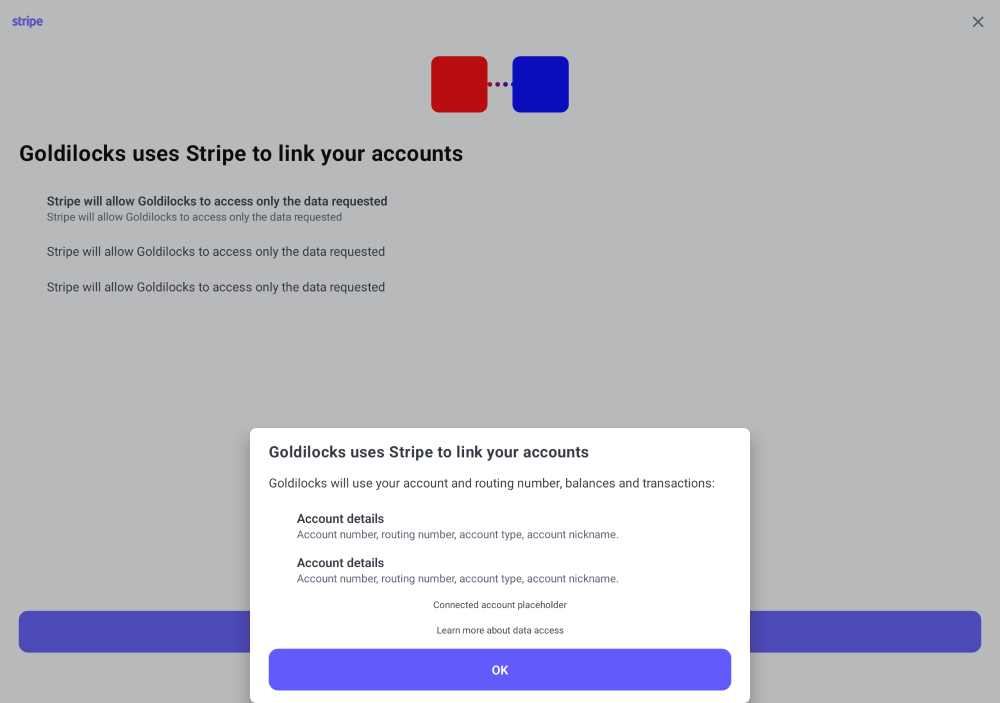 stripe
Goldilocks uses Stripe to link your accounts
Stripe will allow Goldilocks to access only the data requested
Stripe will allow Goldilocks to access only the data requested
Stripe will allow Goldilocks to access only the data requested
Stripe will allow Goldilocks to access only the data requested
Goldilocks uses Stripe to link your accounts
Goldilocks will use your account and routing number, balances and transactions:
Account details
Account number, routing number, account type, account nickname.
Account details
Account number, routing number, account type, account nickname.
Connected account placeholder
Learn more about data access
OK